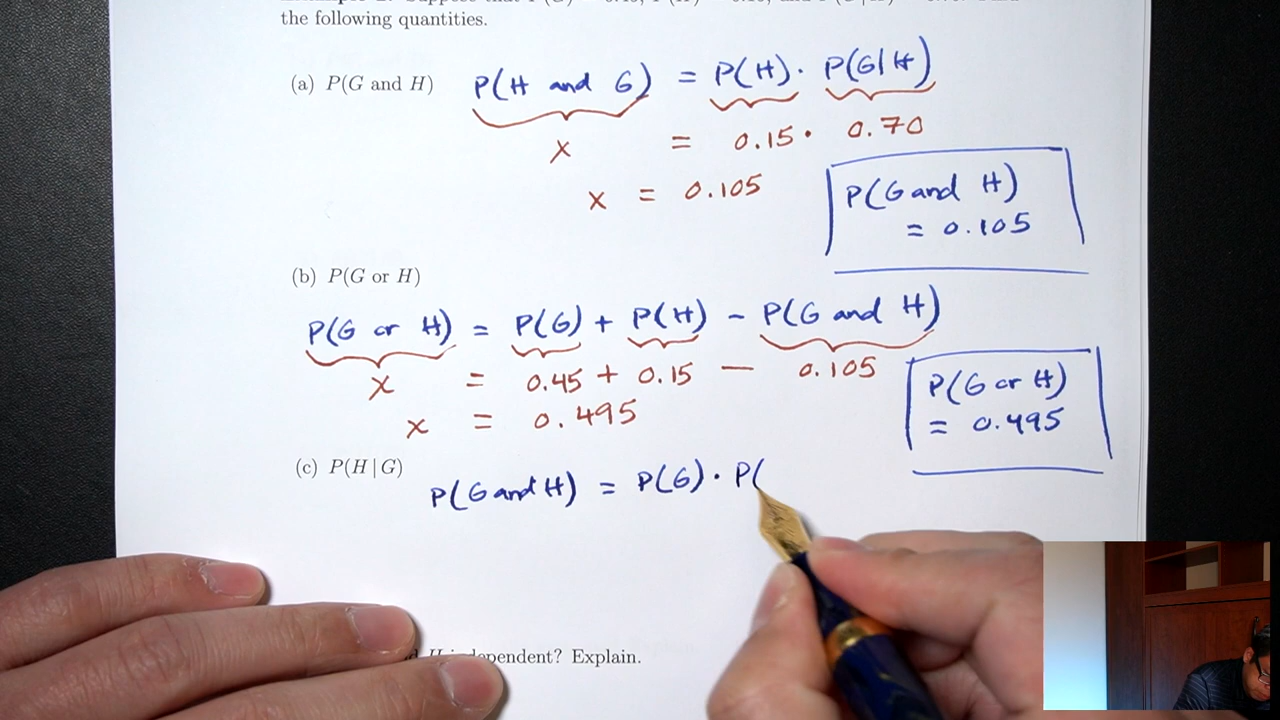 the following quantities.
(a) P(G and H) P(H and G) = P(H) · P(G|H)
x = 0.15 · 0.70
x = 0.105
P(G and H)
= 0.105
(b) P(G or H)
P(G or H) = P(G) + P(H) − P(G and H)
x = 0.45 + 0.15 − 0.105
x = 0.495
P(G or H)
= 0.495
(c) P(H | G)
P(G and H) = P(G) · P(
H independent? Explain.